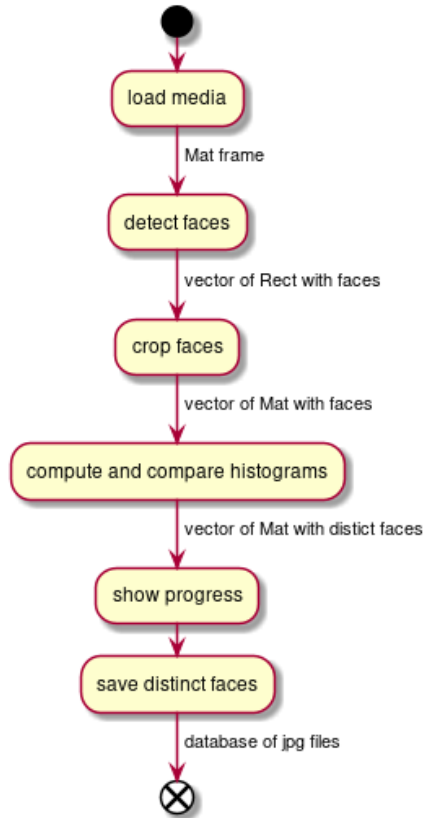 load media
Mat frame
detect faces
vector of Rect with faces
crop faces
vector of Mat with faces
compute and compare histograms
vector of Mat with distict faces
show progress
save distinct faces
database of jpg files